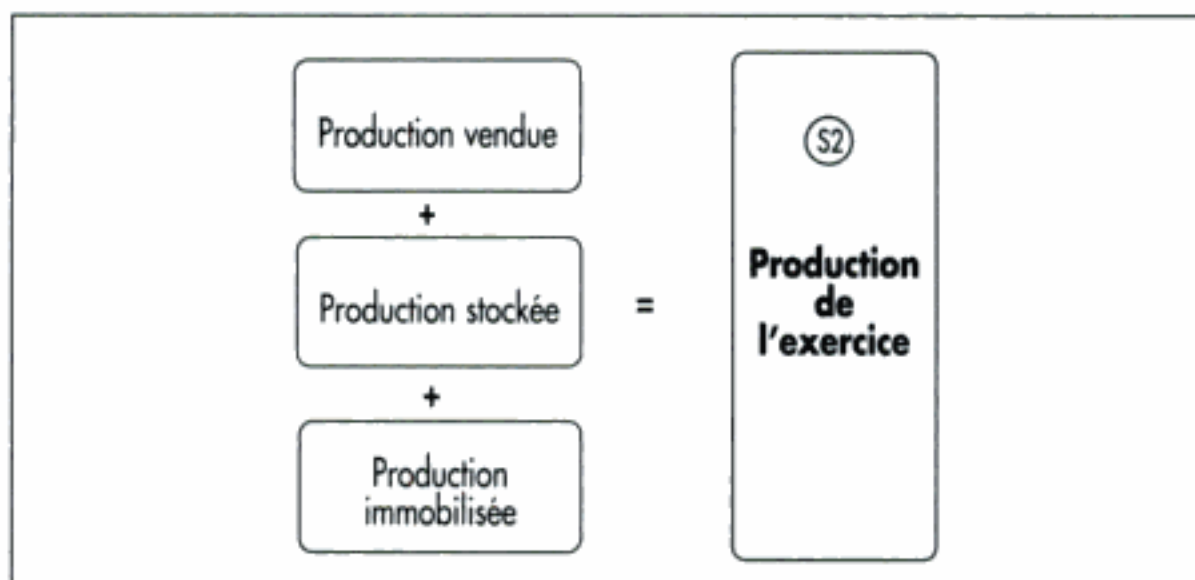 Production vendue
+
Production stockée
+
Production
immobilisée
=
S2
Production
de
l'exercice